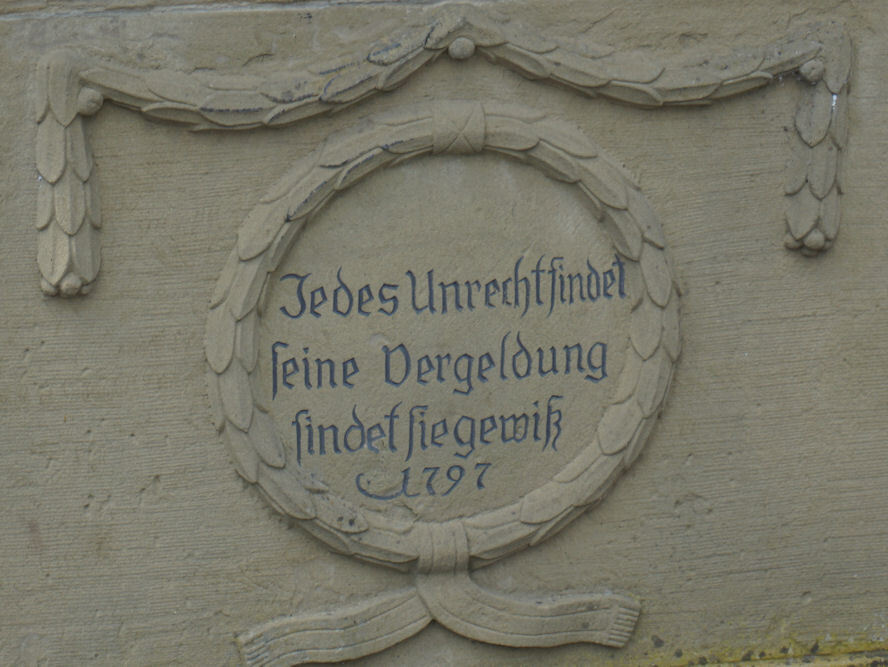 Jedes Unrecht findet
seine Vergeldung
findet sie gewiß
1797